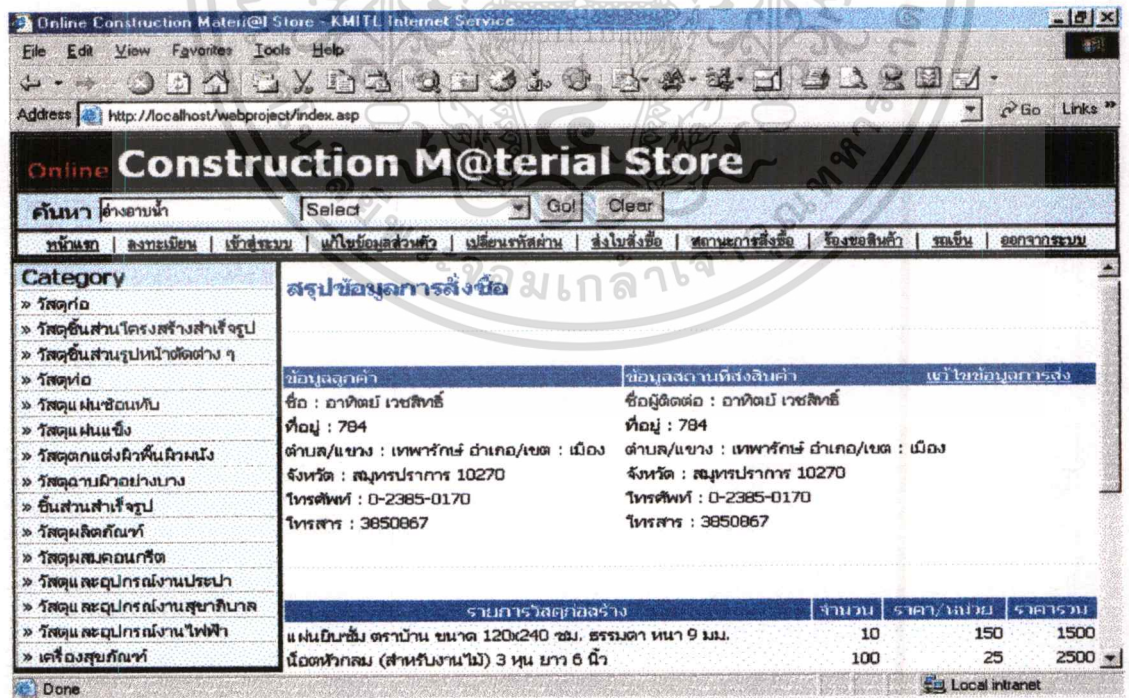 Online Construction Materi@l Store - KMITL Internet Service
File Edit View Favorites Tools Help
Address http://localhost/webproject/index.asp Go Links »
Online Construction M@terial Store
ค้นหา อ่างอาบน้ำ Select Go! Clear
หน้าแรก | ลงทะเบียน | เข้าสู่ระบบ | แก้ไขข้อมูลส่วนตัว | เปลี่ยนรหัสผ่าน | ส่งใบสั่งซื้อ | สถานะการสั่งซื้อ | ร้องขอสินค้า | รถเข็น | ออกจากระบบ
Category
» วัสดุก่อ
» วัสดุชิ้นส่วนโครงสร้างสำเร็จรูป
» วัสดุชิ้นส่วนรูปหน้าตัดต่าง ๆ
» วัสดุท่อ
» วัสดุแผ่นซ้อนทับ
» วัสดุแผ่นแข็ง
» วัสดุตกแต่งผิวพื้นผิวผนัง
» วัสดุฉาบผิวอย่างบาง
» ชิ้นส่วนสำเร็จรูป
» วัสดุผลิตภัณฑ์
» วัสดุผสมคอนกรีต
» วัสดุและอุปกรณ์งานประปา
» วัสดุและอุปกรณ์งานสุขาภิบาล
» วัสดุและอุปกรณ์งานไฟฟ้า
» เครื่องสุขภัณฑ์
สรุปข้อมูลการสั่งซื้อ
ข้อมูลลูกค้า
ชื่อ : อาทิตย์ เวชสิทธิ์
ที่อยู่ : 784
ตำบล/แขวง : เทพารักษ์ อำเภอ/เขต : เมือง
จังหวัด : สมุทรปราการ 10270
โทรศัพท์ : 0-2385-0170
โทรสาร : 3850867
ข้อมูลสถานที่ส่งสินค้า แก้ไขข้อมูลการส่ง
ชื่อผู้ติดต่อ : อาทิตย์ เวชสิทธิ์
ที่อยู่ : 784
ตำบล/แขวง : เทพารักษ์ อำเภอ/เขต : เมือง
จังหวัด : สมุทรปราการ 10270
โทรศัพท์ : 0-2385-0170
โทรสาร : 3850867
รายการวัสดุก่อสร้าง จำนวน ราคา/หน่วย ราคารวม
แผ่นยิบซั่ม ตราบ้าน ขนาด 120x240 ซม. ธรรมดา หนา 9 มม. 10 150 1500
น็อตหัวกลม (สำหรับงานไม้) 3 หุน ยาว 6 นิ้ว 100 25 2500
Done Local intranet